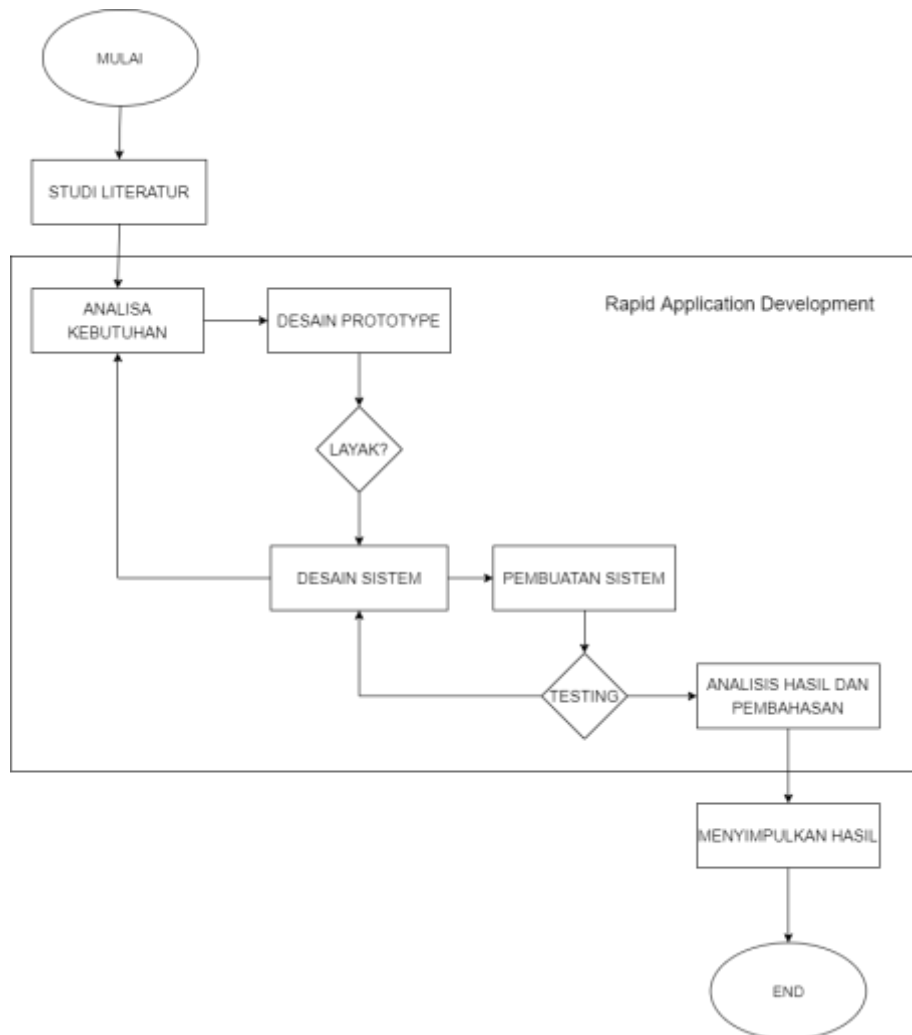 MULAI
STUDI LITERATUR
Rapid Application Development
ANALISA
KEBUTUHAN
DESAIN PROTOTYPE
LAYAK?
DESAIN SISTEM
PEMBUATAN SISTEM
TESTING
ANALISIS HASIL DAN
PEMBAHASAN
MENYIMPULKAN HASIL
END